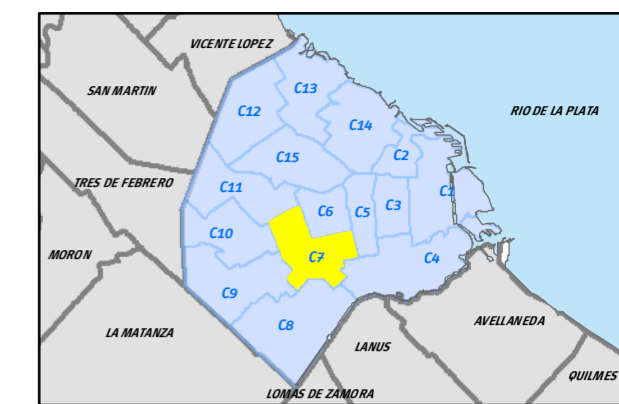 VICENTE LOPEZ
SAN MARTIN
C13
C12
RIO DE LA PLATA
C14
C15
C2
TRES DE FEBRERO
C11
C1
C6
C5
C3
C10
MORON
C7
C4
C9
AVELLANEDA
C8
LA MATANZA
LANUS
QUILMES
LOMAS DE ZAMORA